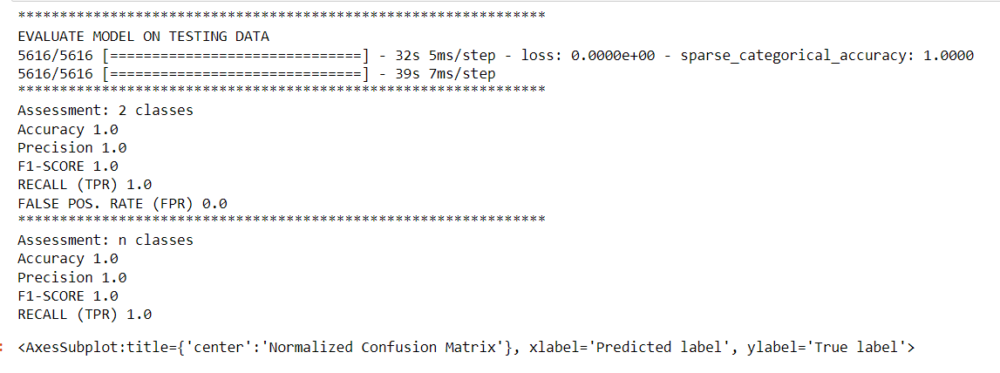 ***************************************************************
EVALUATE MODEL ON TESTING DATA
5616/5616 [==============================] - 32s 5ms/step - loss: 0.0000e+00 - sparse_categorical_accuracy: 1.0000
5616/5616 [==============================] - 39s 7ms/step
***************************************************************
Assessment: 2 classes
Accuracy 1.0
Precision 1.0
F1-SCORE 1.0
RECALL (TPR) 1.0
FALSE POS. RATE (FPR) 0.0
***************************************************************
Assessment: n classes
Accuracy 1.0
Precision 1.0
F1-SCORE 1.0
RECALL (TPR) 1.0
: <AxesSubplot:title={'center':'Normalized Confusion Matrix'}, xlabel='Predicted label', ylabel='True label'>